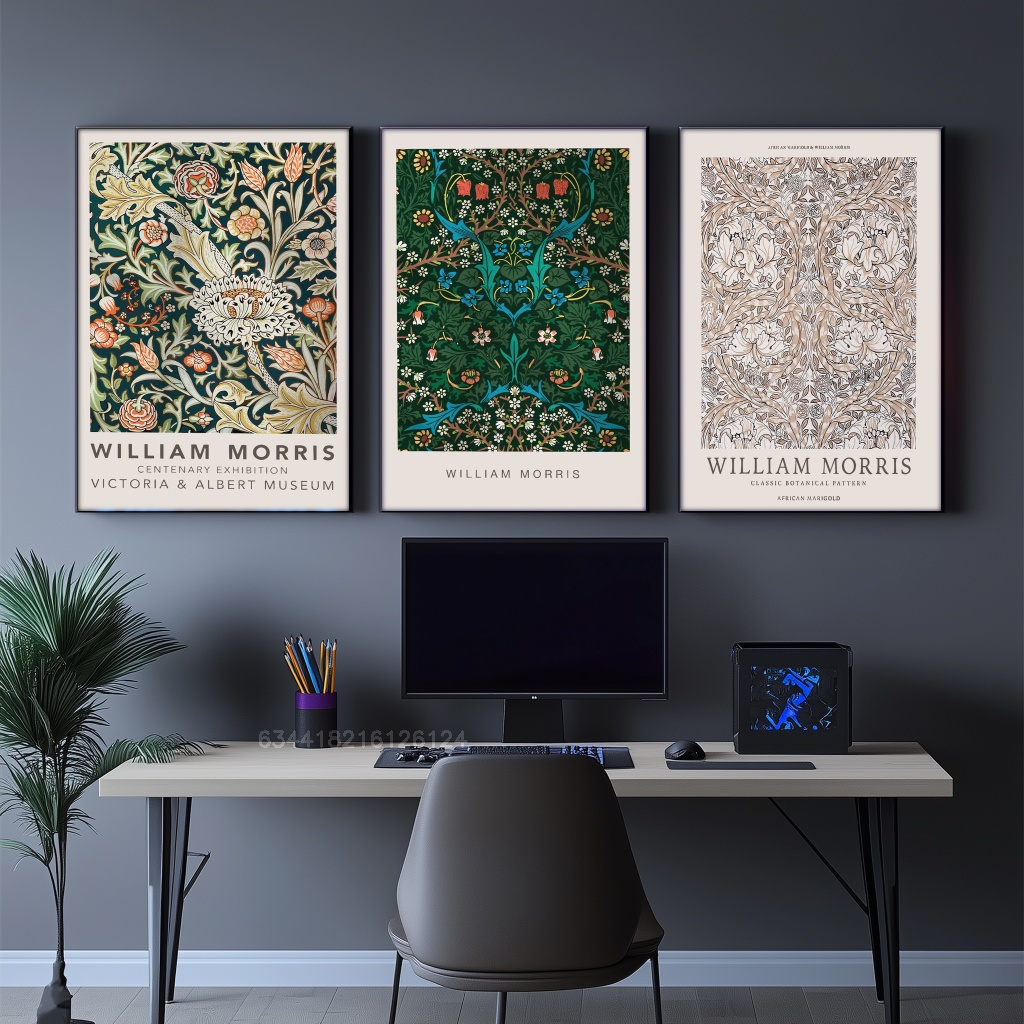 WILLIAM MORRIS
CENTENARY EXHIBITION
VICTORIA & ALBERT MUSEUM
WILLIAM MORRIS
WILLIAM MORRIS
CLASSIC BOTANICAL PATTERN
AFRICAN MARIGOLD
634418216126124